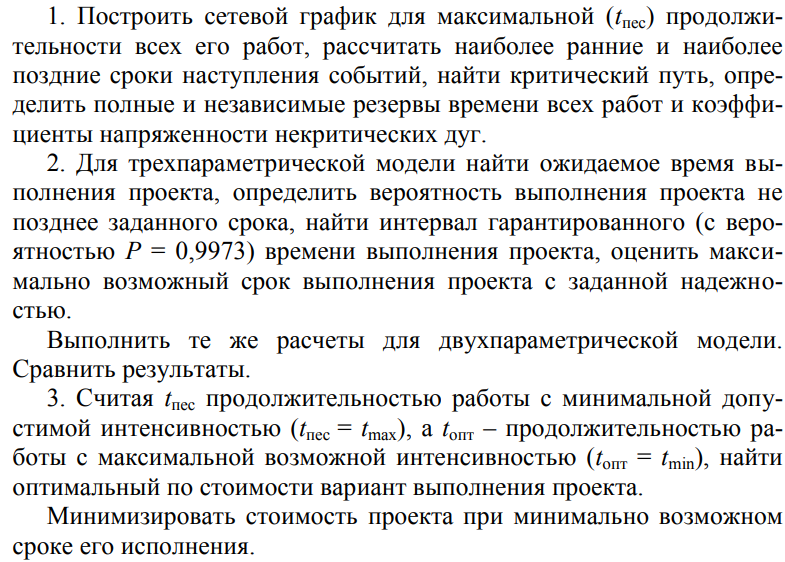 1. Построить сетевой график для максимальной (tпес) продолжи-
тельности всех его работ, рассчитать наиболее ранние и наиболее
поздние сроки наступления событий, найти критический путь, опре-
делить полные и независимые резервы времени всех работ и коэффи-
циенты напряженности некритических дуг.
2. Для трехпараметрической модели найти ожидаемое время вы-
полнения проекта, определить вероятность выполнения проекта не
позднее заданного срока, найти интервал гарантированного (с веро-
ятностью P = 0,9973) времени выполнения проекта, оценить макси-
мально возможный срок выполнения проекта с заданной надежно-
стью.
Выполнить те же расчеты для двухпараметрической модели.
Сравнить результаты.
3. Считая tпес продолжительностью работы с минимальной допу-
стимой интенсивностью (tпес = tmax), а tопт – продолжительностью ра-
боты с максимальной возможной интенсивностью (tопт = tmin), найти
оптимальный по стоимости вариант выполнения проекта.
Минимизировать стоимость проекта при минимально возможном
сроке его исполнения.